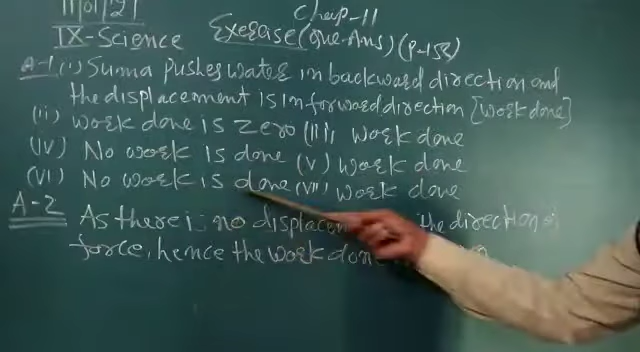 11/01/21
Chap-11
IX-Science Exercise (Que-Ans) (P-158)
A-1 (i) Suma pushes water in backward direction and
the displacement is in forward direction [work done]
(ii) work done is zero (iii) work done
(iv) No work is done (v) work done
(vi) No work is done (vii) work done
A-2 As there is no displacem the direction of
force, hence the work done